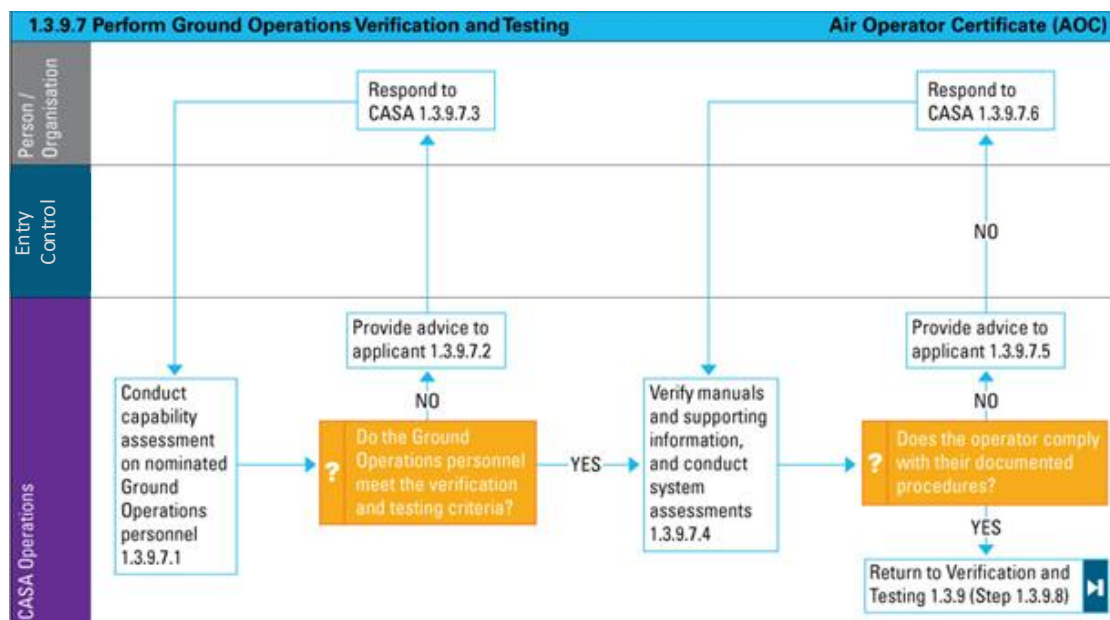 1.3.9.7 Perform Ground Operations Verification and Testing
Air Operator Certificate (AOC)
Person /
Organisation
Respond to
CASA 1.3.9.7.3
Respond to
CASA 1.3.9.7.6
Entry
Control
NO
CASA Operations
Provide advice to
applicant 1.3.9.7.2
Provide advice to
applicant 1.3.9.7.5
Conduct
capability
assessment
on nominated
Ground
Operations
personnel
1.3.9.7.1
NO
?
Do the Ground
Operations personnel
meet the verification
and testing criteria?
YES
Verify manuals
and supporting
information,
and conduct
system
assessments
1.3.9.7.4
NO
?
Does the operator comply
with their documented
procedures?
YES
Return to Verification and
Testing 1.3.9 (Step 1.3.9.8)